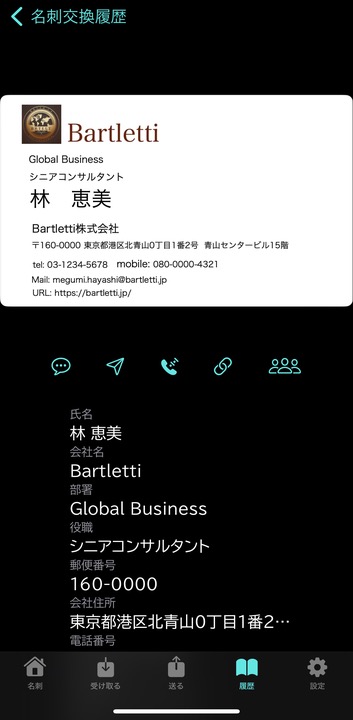 名刺交換履歴
Bartletti
Global Business
シニアコンサルタント
林　恵美
Bartletti株式会社
〒160-0000 東京都港区北青山0丁目1番2号 青山センタービル15階
tel: 03-1234-5678 mobile: 080-0000-4321
Mail: megumi.hayashi@bartletti.jp
URL: https://bartletti.jp/
氏名
林 恵美
会社名
Bartletti
部署
Global Business
役職
シニアコンサルタント
郵便番号
160-0000
会社住所
東京都港区北青山0丁目1番2…
電話番号
名刺 受け取る 送る 履歴 設定